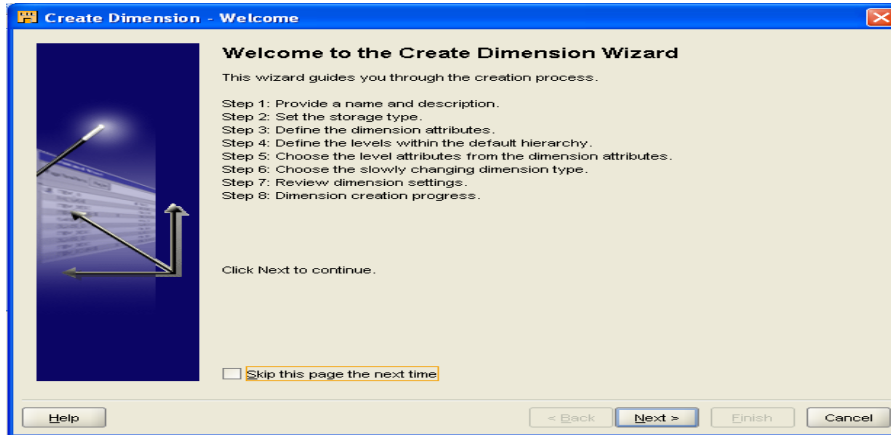 Create Dimension - Welcome
Welcome to the Create Dimension Wizard
This wizard guides you through the creation process.
Step 1: Provide a name and description.
Step 2: Set the storage type.
Step 3: Define the dimension attributes.
Step 4: Define the levels within the default hierarchy.
Step 5: Choose the level attributes from the dimension attributes.
Step 6: Choose the slowly changing dimension type.
Step 7: Review dimension settings.
Step 8: Dimension creation progress.
Click Next to continue.
Skip this page the next time
Help < Back Next > Finish Cancel